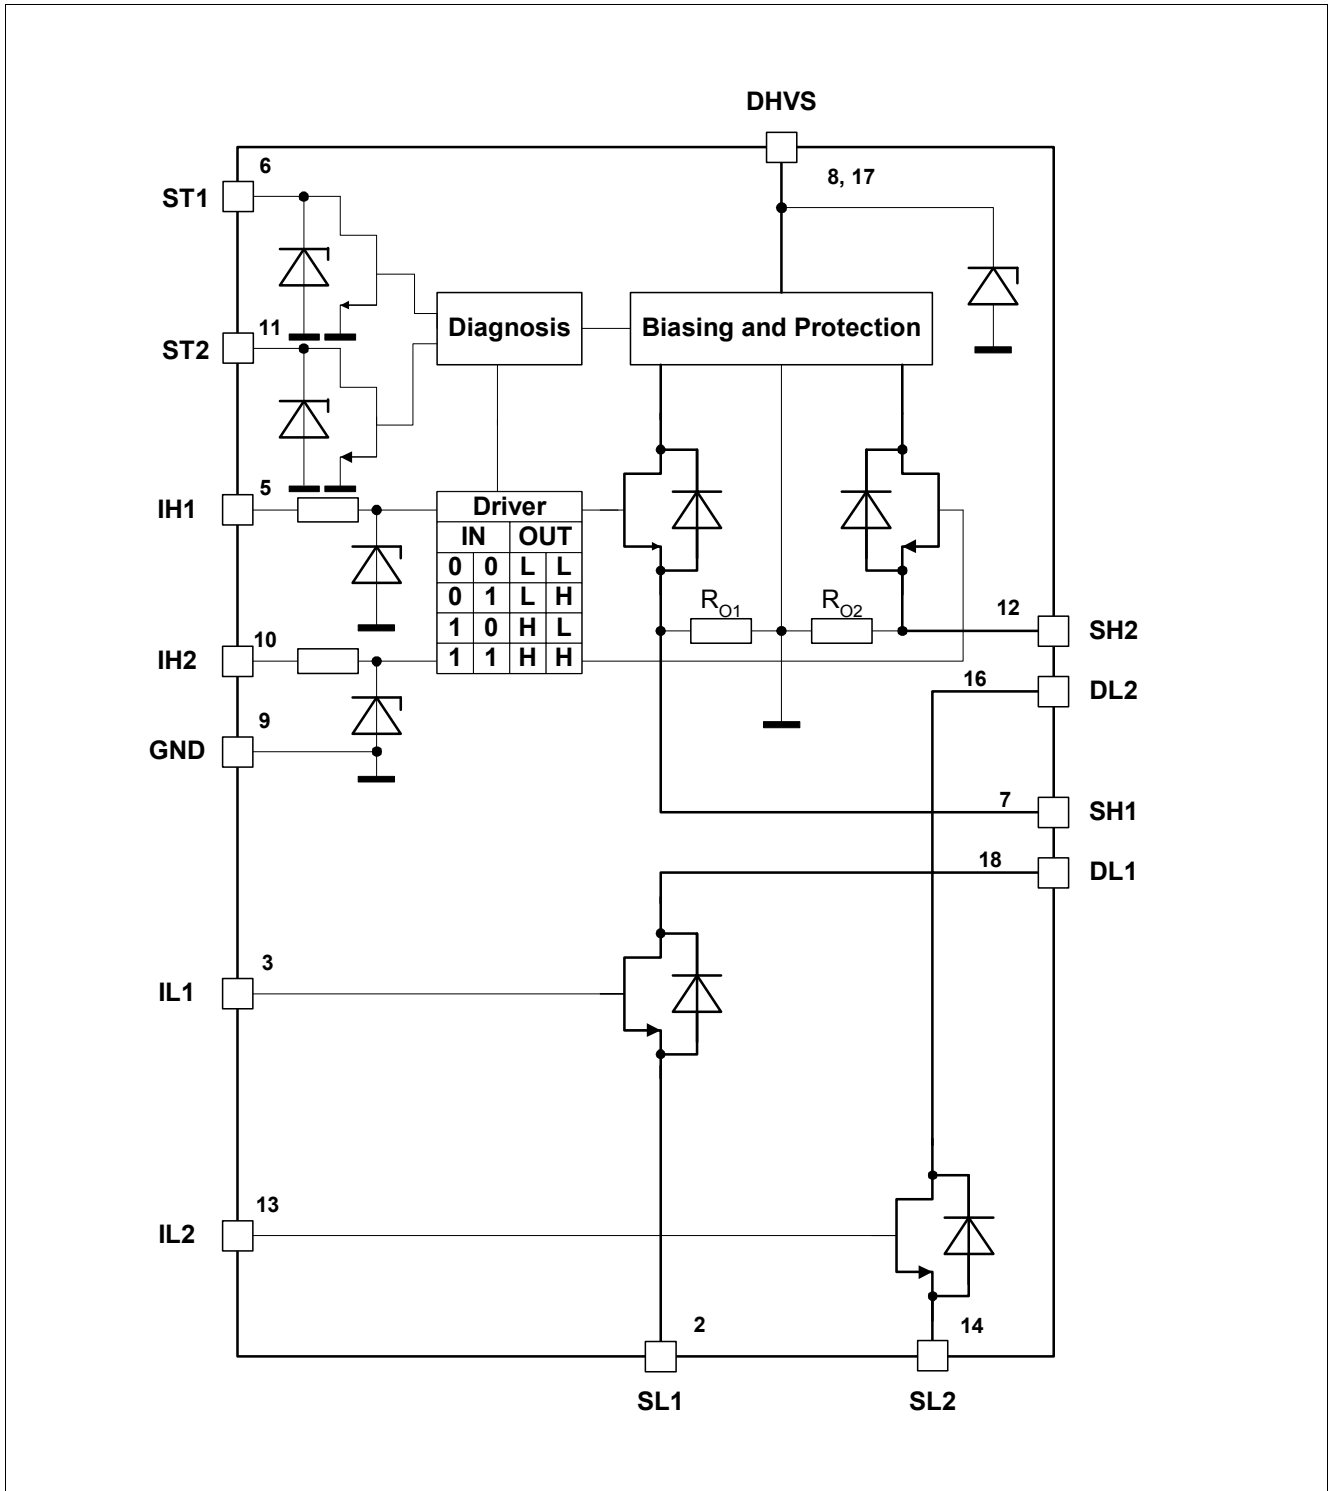 DHVS
8, 17
6
ST1
11
ST2
Diagnosis
Biasing and Protection
5
IH1
Driver
IN OUT
0 0 L L
0 1 L H
1 0 H L
1 1 H H
RO1
RO2
12
SH2
10
IH2
16
DL2
9
GND
7
SH1
18
DL1
3
IL1
13
IL2
2
14
SL1
SL2